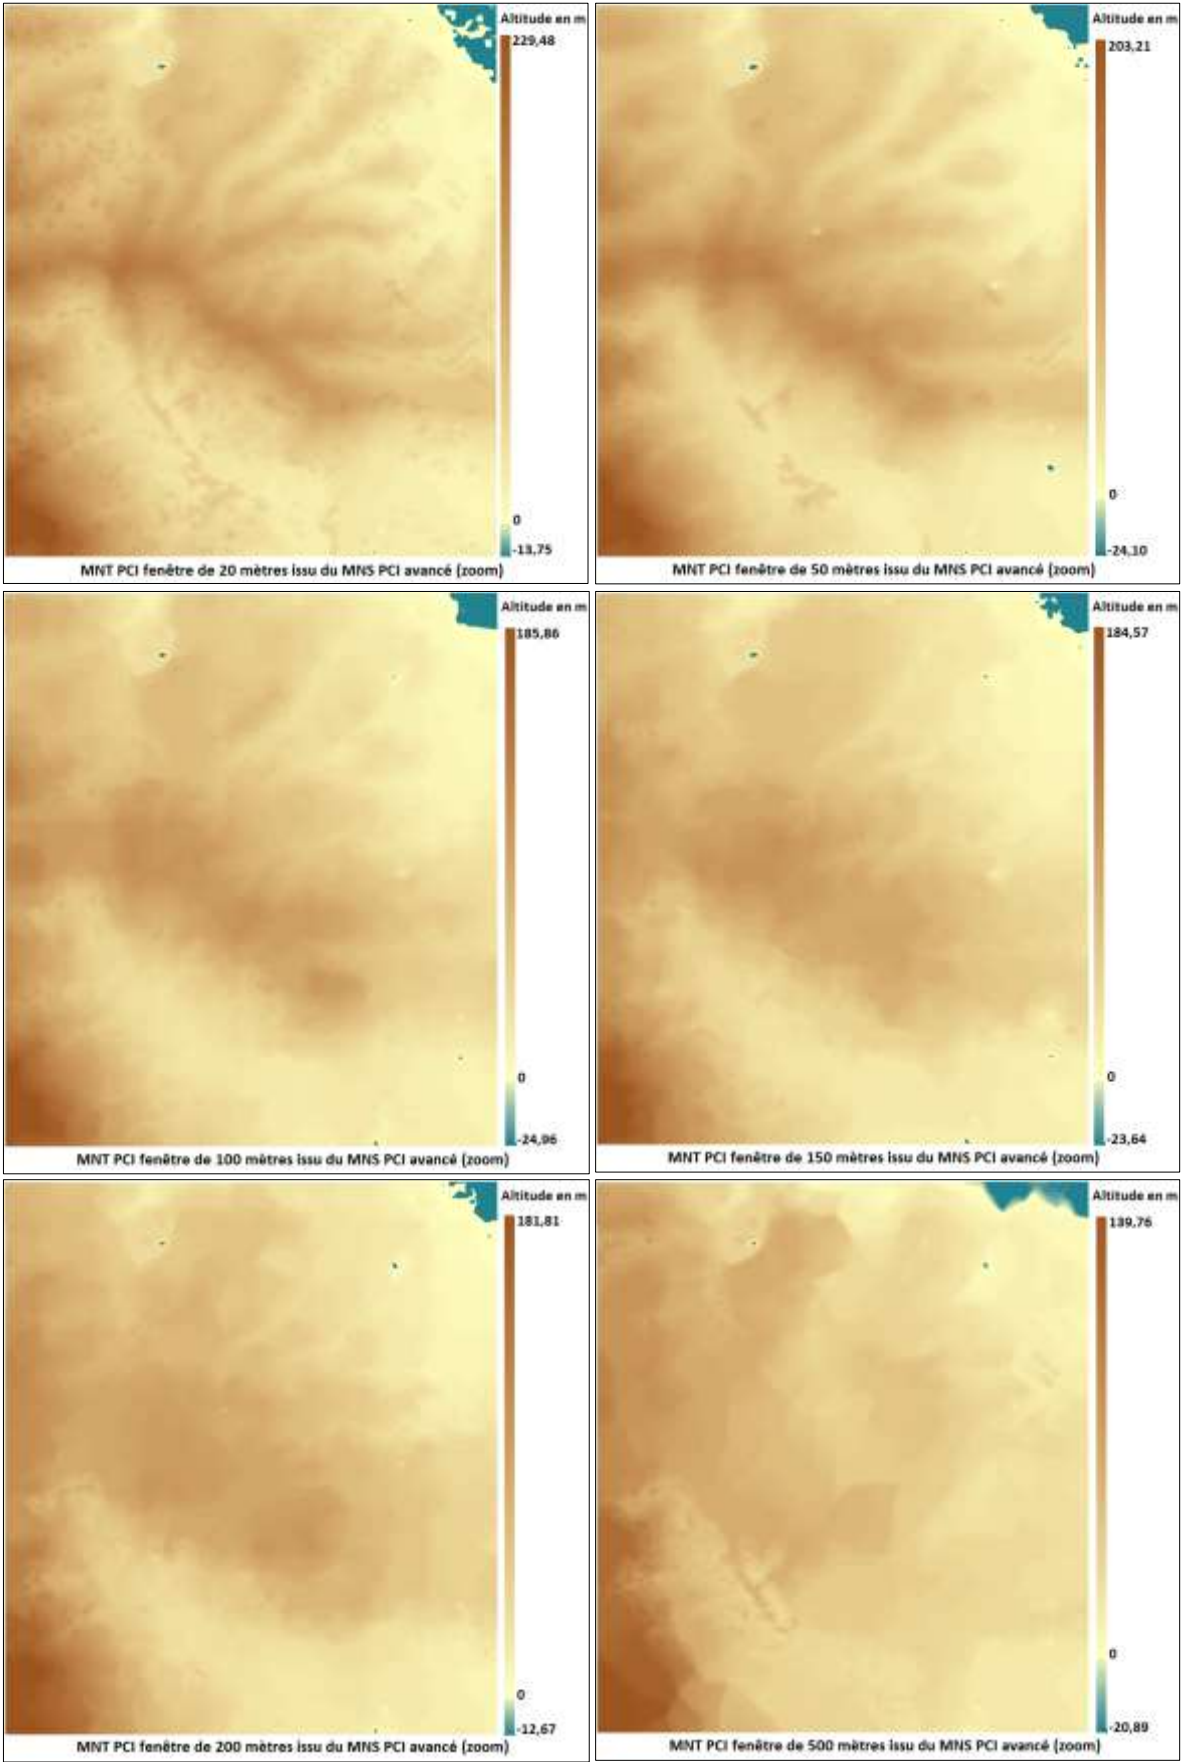 Altitude en m
229,48
0
-13,75
MNT PCI fenêtre de 20 mètres issu du MNS PCI avancé (zoom)
Altitude en m
203,21
0
-24,10
MNT PCI fenêtre de 50 mètres issu du MNS PCI avancé (zoom)
Altitude en m
185,86
0
-24,96
MNT PCI fenêtre de 100 mètres issu du MNS PCI avancé (zoom)
Altitude en m
184,57
0
-23,64
MNT PCI fenêtre de 150 mètres issu du MNS PCI avancé (zoom)
Altitude en m
181,81
0
-12,67
MNT PCI fenêtre de 200 mètres issu du MNS PCI avancé (zoom)
Altitude en m
139,76
0
-20,89
MNT PCI fenêtre de 500 mètres issu du MNS PCI avancé (zoom)